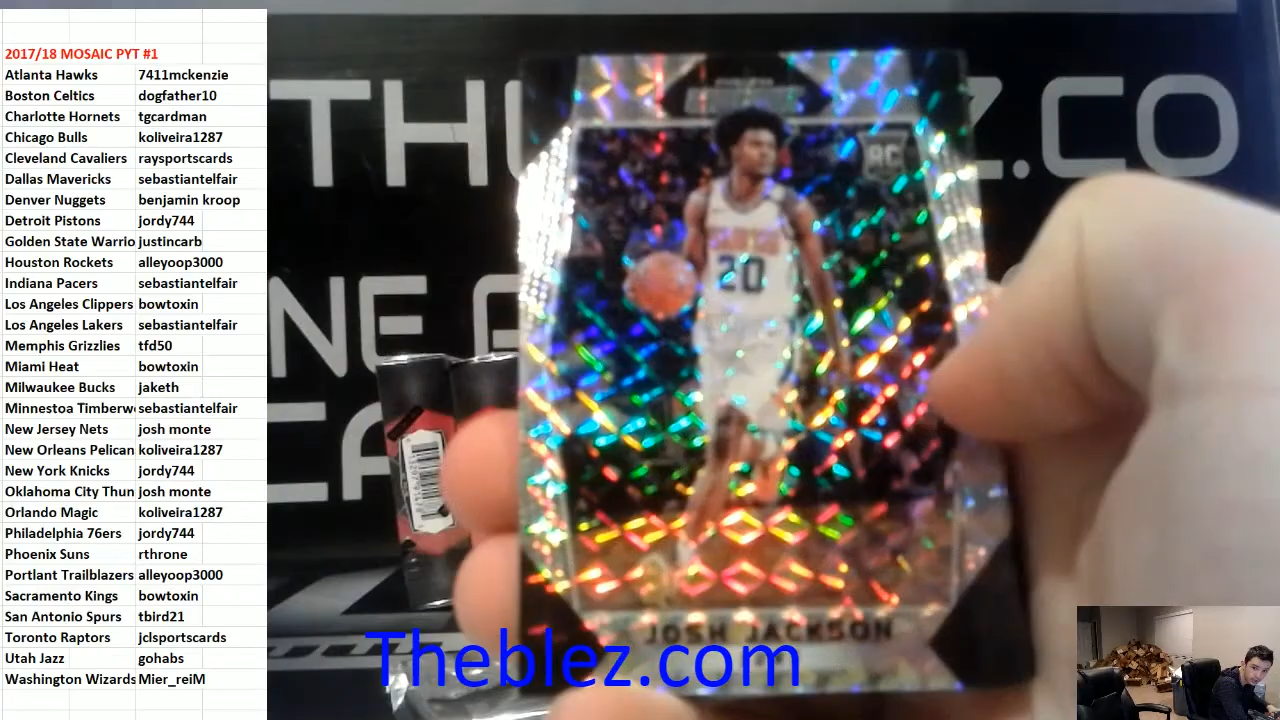 2017/18 MOSAIC PYT #1
Atlanta Hawks 7411mckenzie
Boston Celtics dogfather10
Charlotte Hornets tgcardman
Chicago Bulls koliveira1287
Cleveland Cavaliers raysportscards
Dallas Mavericks sebastiantelfair
Denver Nuggets benjamin kroop
Detroit Pistons jordy744
Golden State Warrio justincarb
Houston Rockets alleyoop3000
Indiana Pacers sebastiantelfair
Los Angeles Clippers bowtoxin
Los Angeles Lakers sebastiantelfair
Memphis Grizzlies tfd50
Miami Heat bowtoxin
Milwaukee Bucks jaketh
Minnestoa Timberw sebastiantelfair
New Jersey Nets josh monte
New Orleans Pelican koliveira1287
New York Knicks jordy744
Oklahoma City Thun josh monte
Orlando Magic koliveira1287
Philadelphia 76ers jordy744
Phoenix Suns rthrone
Portlant Trailblazers alleyoop3000
Sacramento Kings bowtoxin
San Antonio Spurs tbird21
Toronto Raptors jclsportscards
Utah Jazz gohabs
Washington Wizards Mier_reiM
TH Z.CO
RC
20
NE
CA
JOSH JACKSON
Theblez.com